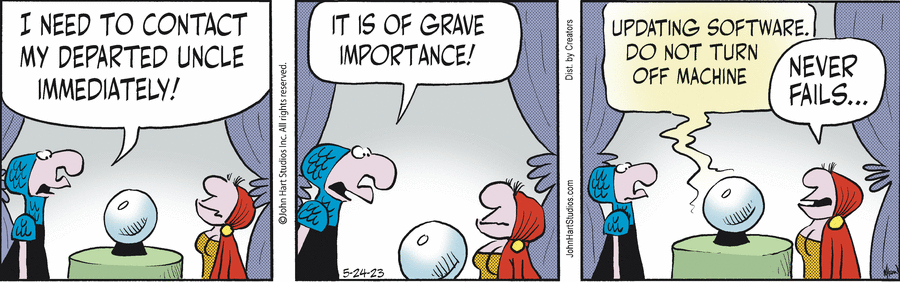 I NEED TO CONTACT
MY DEPARTED UNCLE
IMMEDIATELY!
©John Hart Studios Inc. All rights reserved.
IT IS OF GRAVE
IMPORTANCE!
5-24-23
Dist. by Creators
JohnHartStudios.com
UPDATING SOFTWARE.
DO NOT TURN
OFF MACHINE
NEVER
FAILS...